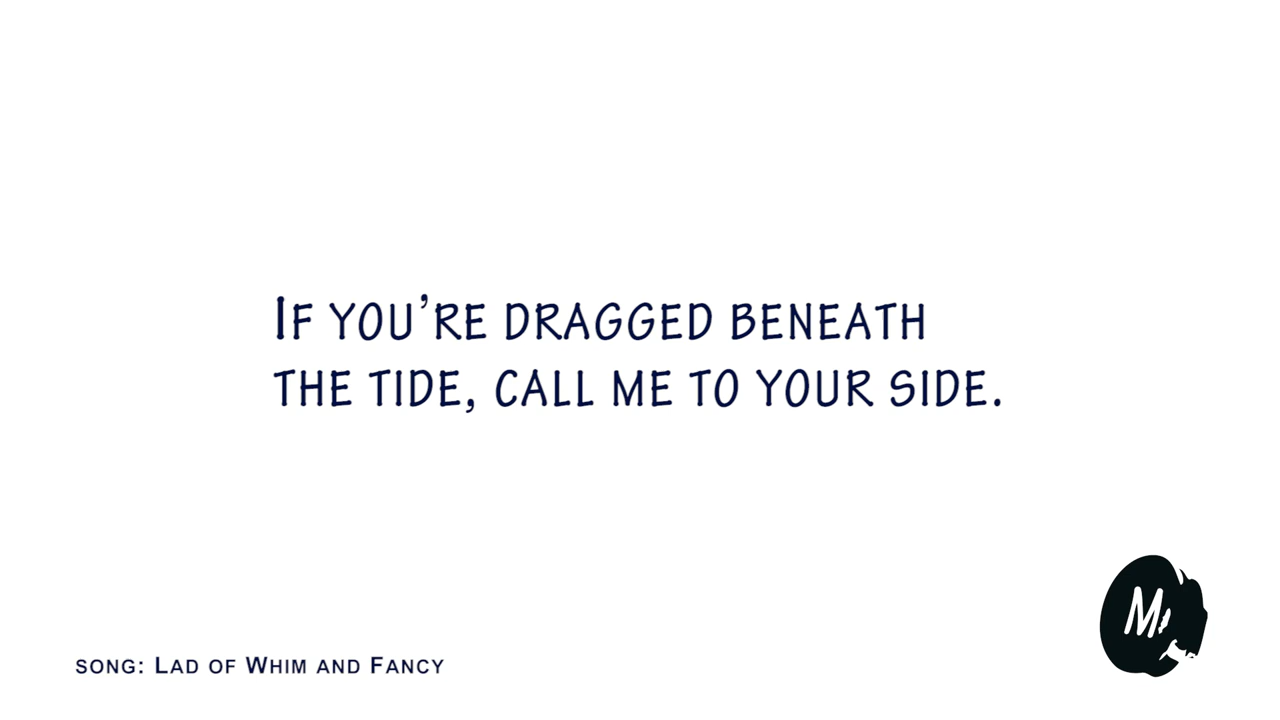 If you’re dragged beneath
the tide, call me to your side.
song: Lad of Whim and Fancy
M